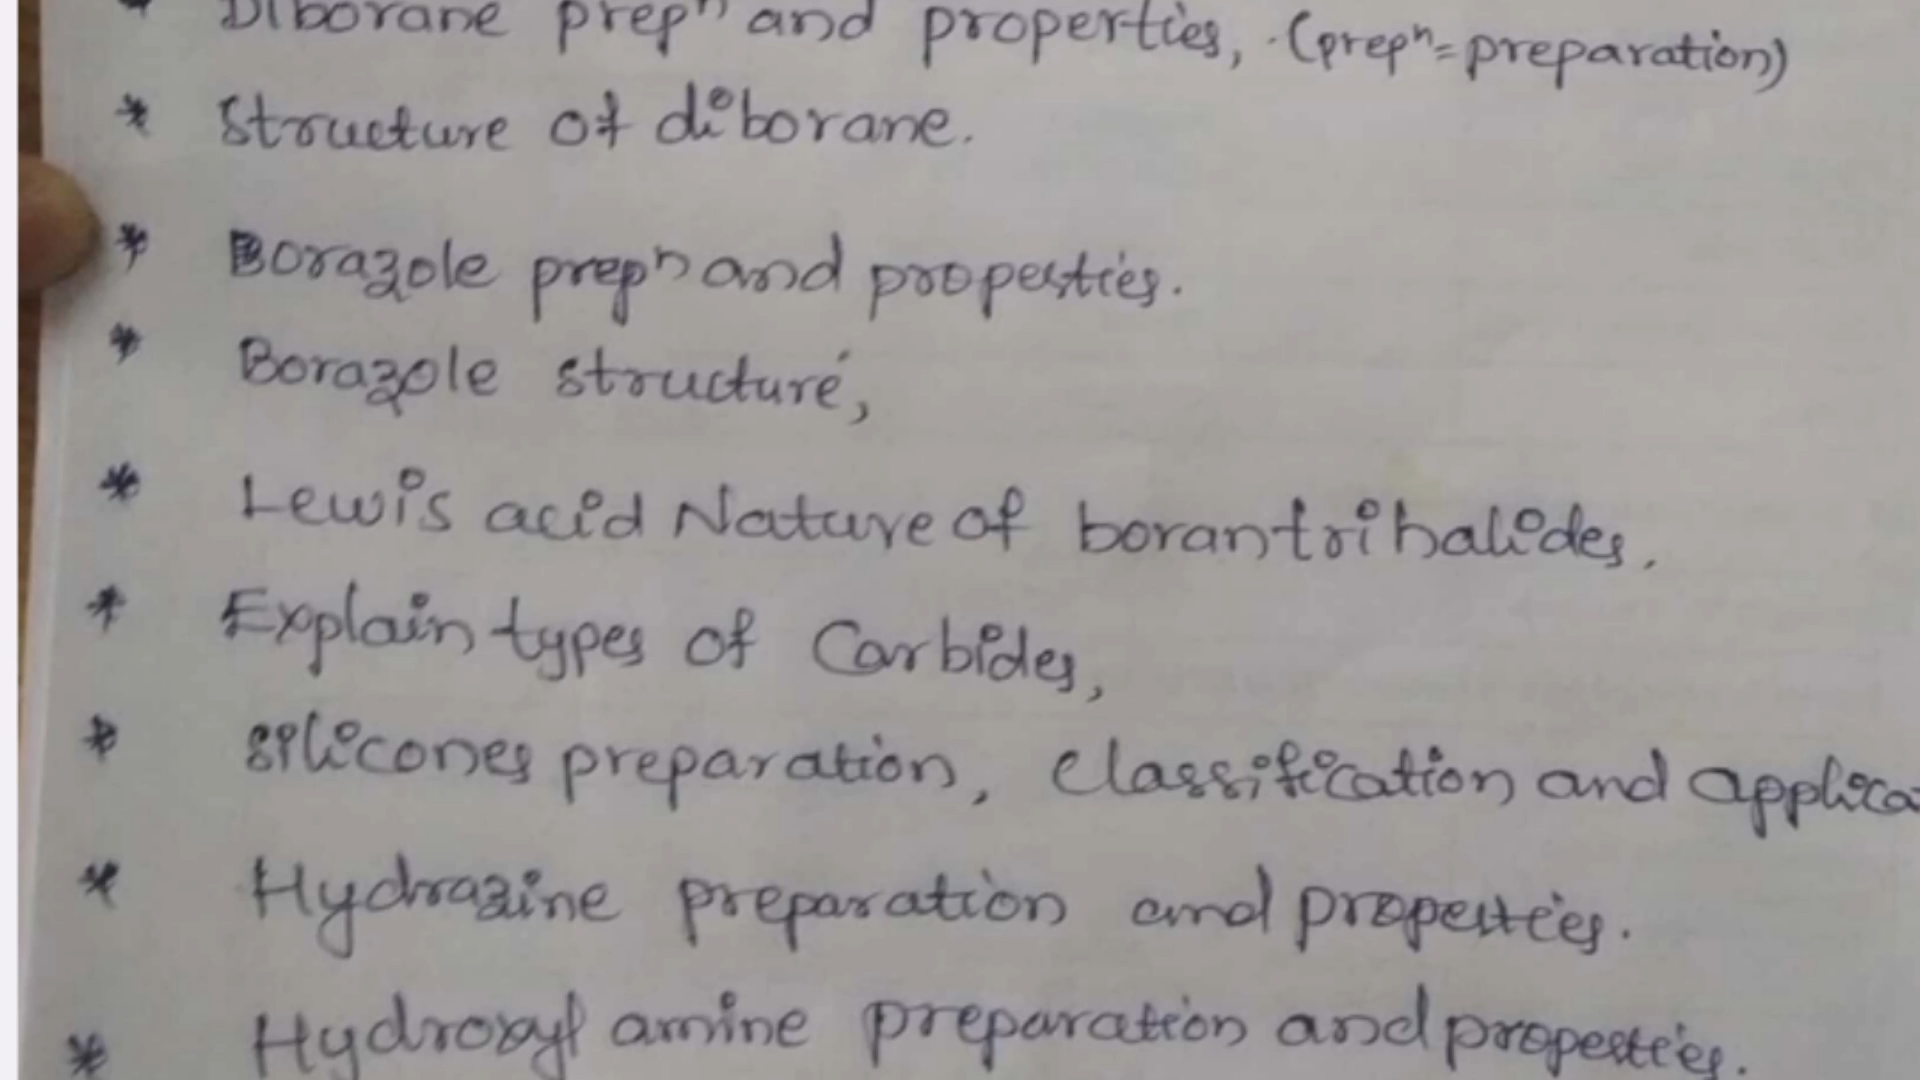 * Diborane prepⁿ and properties, (prepⁿ=preparation)
* Structure of diborane.
* Borazole prepⁿ and properties.
* Borazole structure,
* Lewis acid Nature of borantrihalides.
* Explain types of Carbides,
* Silicones preparation, classification and applica
* Hydrazine preparation and properties.
* Hydroxyl amine preparation and properties.